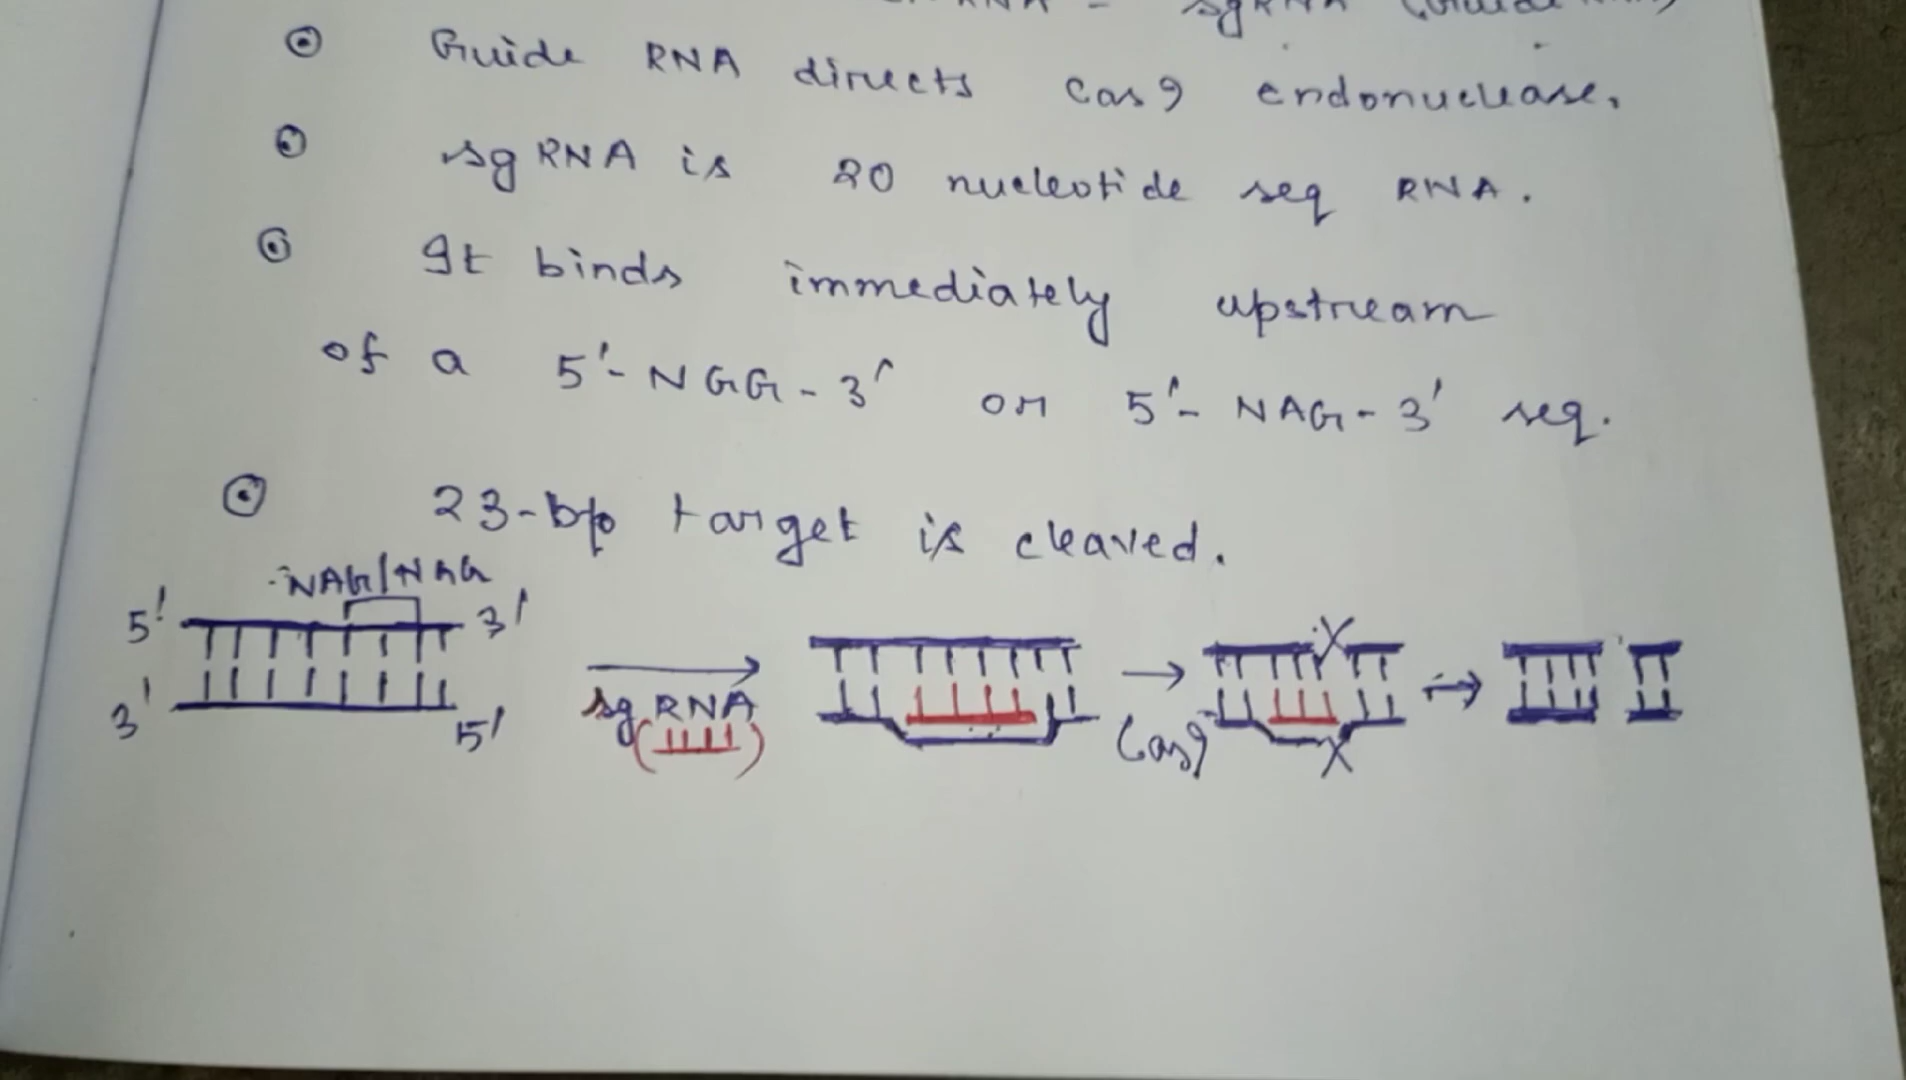 sgRNA
⊙ Guide RNA directs cas9 endonuclease.
⊙ sgRNA is 20 nucleotide seq RNA.
⊙ It binds immediately upstream
of a 5'-NGG-3' or 5'-NAG-3' seq.
⊙ 23-bp target is cleaved.
NAG/NAG
5' 3'
3' 5'
sgRNA
Cas9